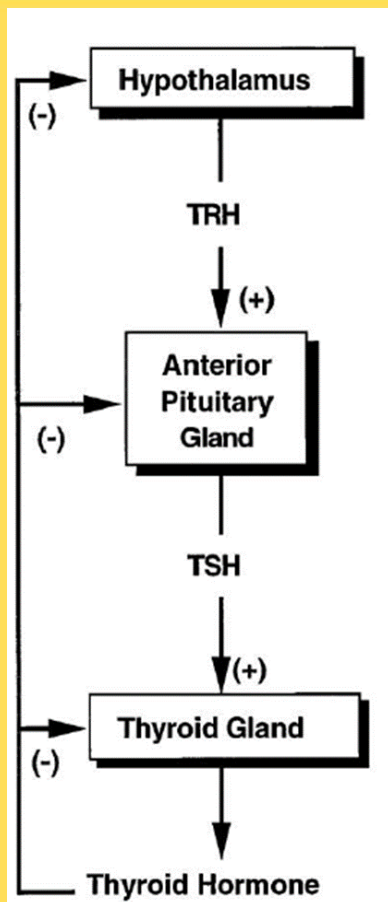 Hypothalamus
(-)
TRH
(+)
Anterior
Pituitary
Gland
(-)
TSH
(+)
Thyroid Gland
(-)
Thyroid Hormone